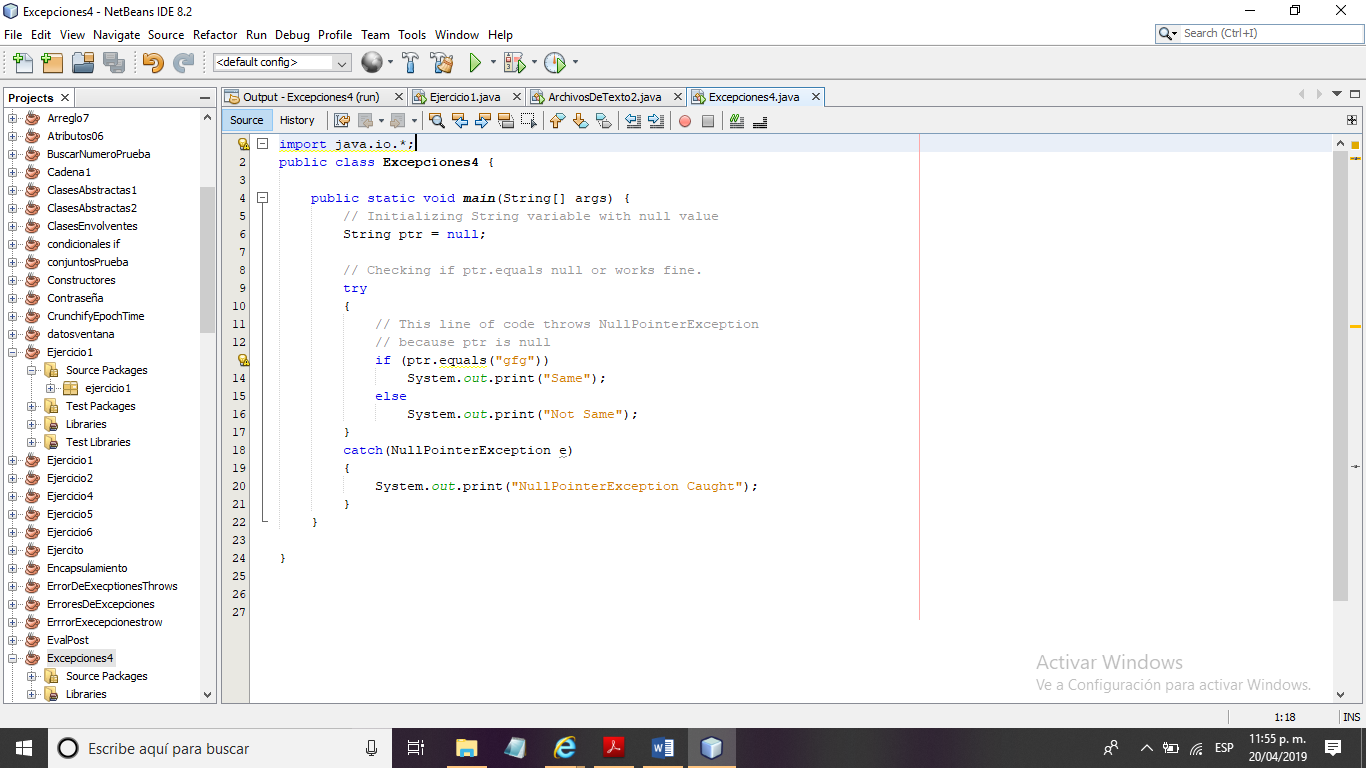 Excepciones4 - NetBeans IDE 8.2
File Edit View Navigate Source Refactor Run Debug Profile Team Tools Window Help
Search (Ctrl+I)
<default config>
Projects
Arreglo7
Atributos06
BuscarNumeroPrueba
Cadena1
ClasesAbstractas1
ClasesAbstractas2
ClasesEnvolventes
condicionales if
conjuntosPrueba
Constructores
Contraseña
CrunchifyEpochTime
datosventana
Ejercicio1
Source Packages
ejercicio1
Test Packages
Libraries
Test Libraries
Ejercicio1
Ejercicio2
Ejercicio4
Ejercicio5
Ejercicio6
Ejercito
Encapsulamiento
ErrorDeExecptionesThrows
ErroresDeExcepciones
ErrrorExecepcionestrow
EvalPost
Excepciones4
Source Packages
Libraries
Output - Excepciones4 (run) Ejercicio1.java ArchivosDeTexto2.java Excepciones4.java
Source History
import java.io.*;
2 public class Excepciones4 {
3
4 public static void main(String[] args) {
5 // Initializing String variable with null value
6 String ptr = null;
7
8 // Checking if ptr.equals null or works fine.
9 try
10 {
11 // This line of code throws NullPointerException
12 // because ptr is null
if (ptr.equals("gfg"))
14 System.out.print("Same");
15 else
16 System.out.print("Not Same");
17 }
18 catch(NullPointerException e)
19 {
20 System.out.print("NullPointerException Caught");
21 }
22 }
23
24 }
25
26
27
Activar Windows
Ve a Configuración para activar Windows.
1:18 INS
Escribe aquí para buscar
ESP
11:55 p. m.
20/04/2019